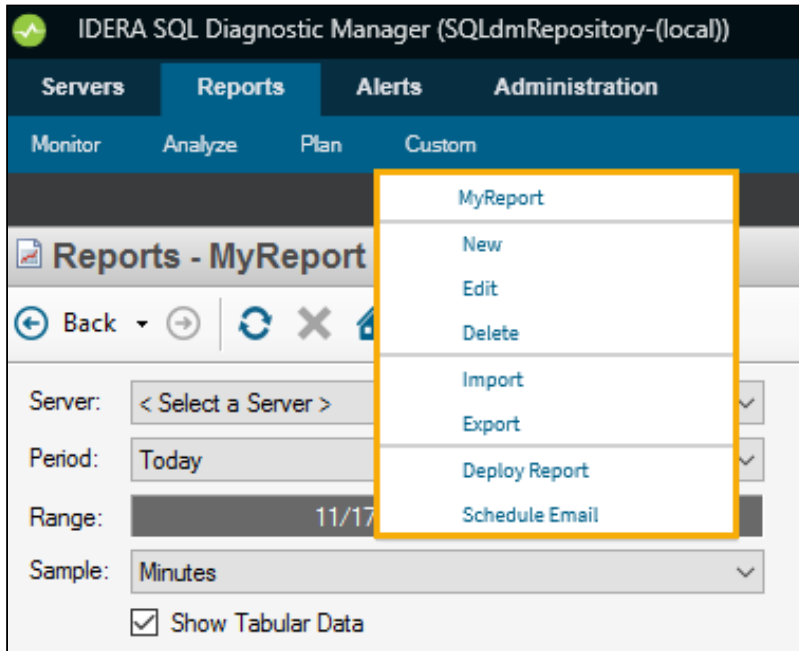 IDERA SQL Diagnostic Manager (SQLdmRepository-(local))
Servers Reports Alerts Administration
Monitor Analyze Plan Custom
MyReport
Reports - MyReport
New
Edit
Back
Delete
Import
Server: < Select a Server >
Export
Period: Today
Deploy Report
Range: 11/17
Schedule Email
Sample: Minutes
Show Tabular Data